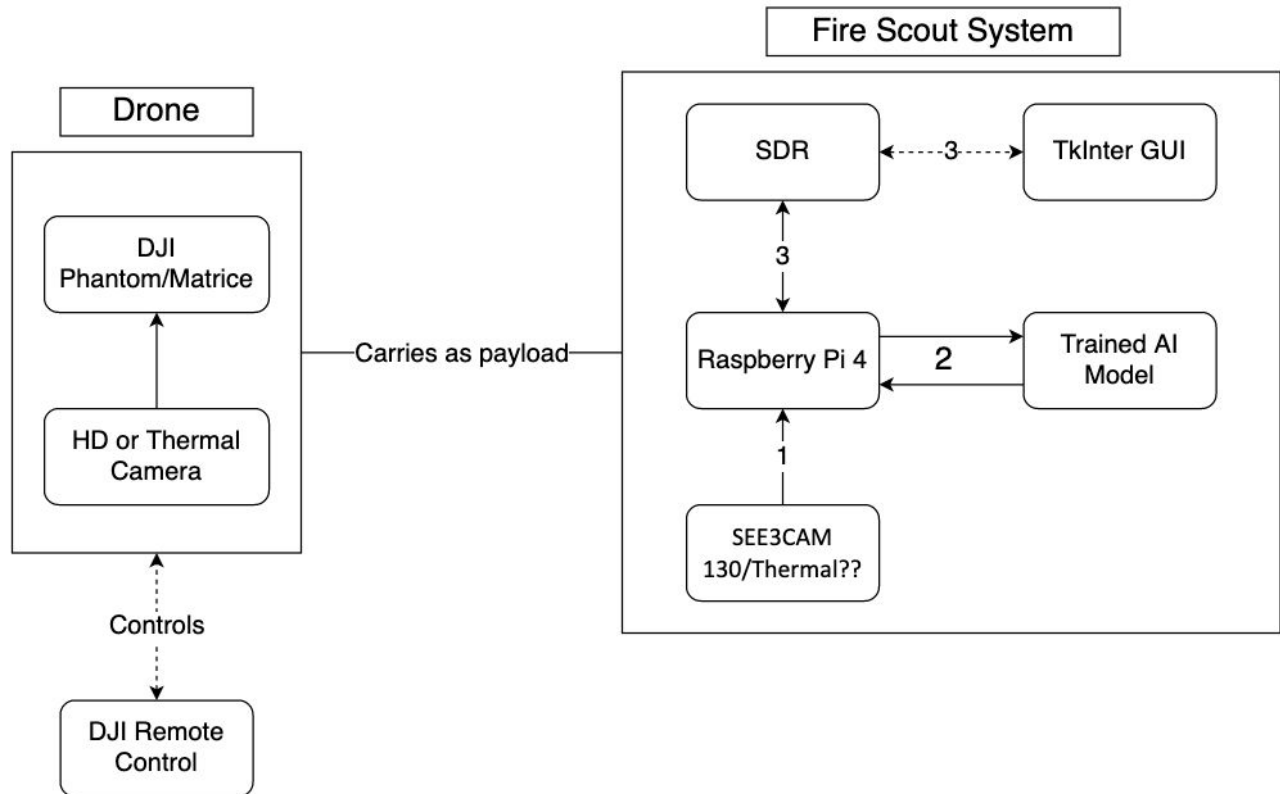 Fire Scout System
Drone
SDR
3
TkInter GUI
DJI
Phantom/Matrice
3
Carries as payload
Raspberry Pi 4
2
Trained AI
Model
HD or Thermal
Camera
1
SEE3CAM
130/Thermal??
Controls
DJI Remote
Control